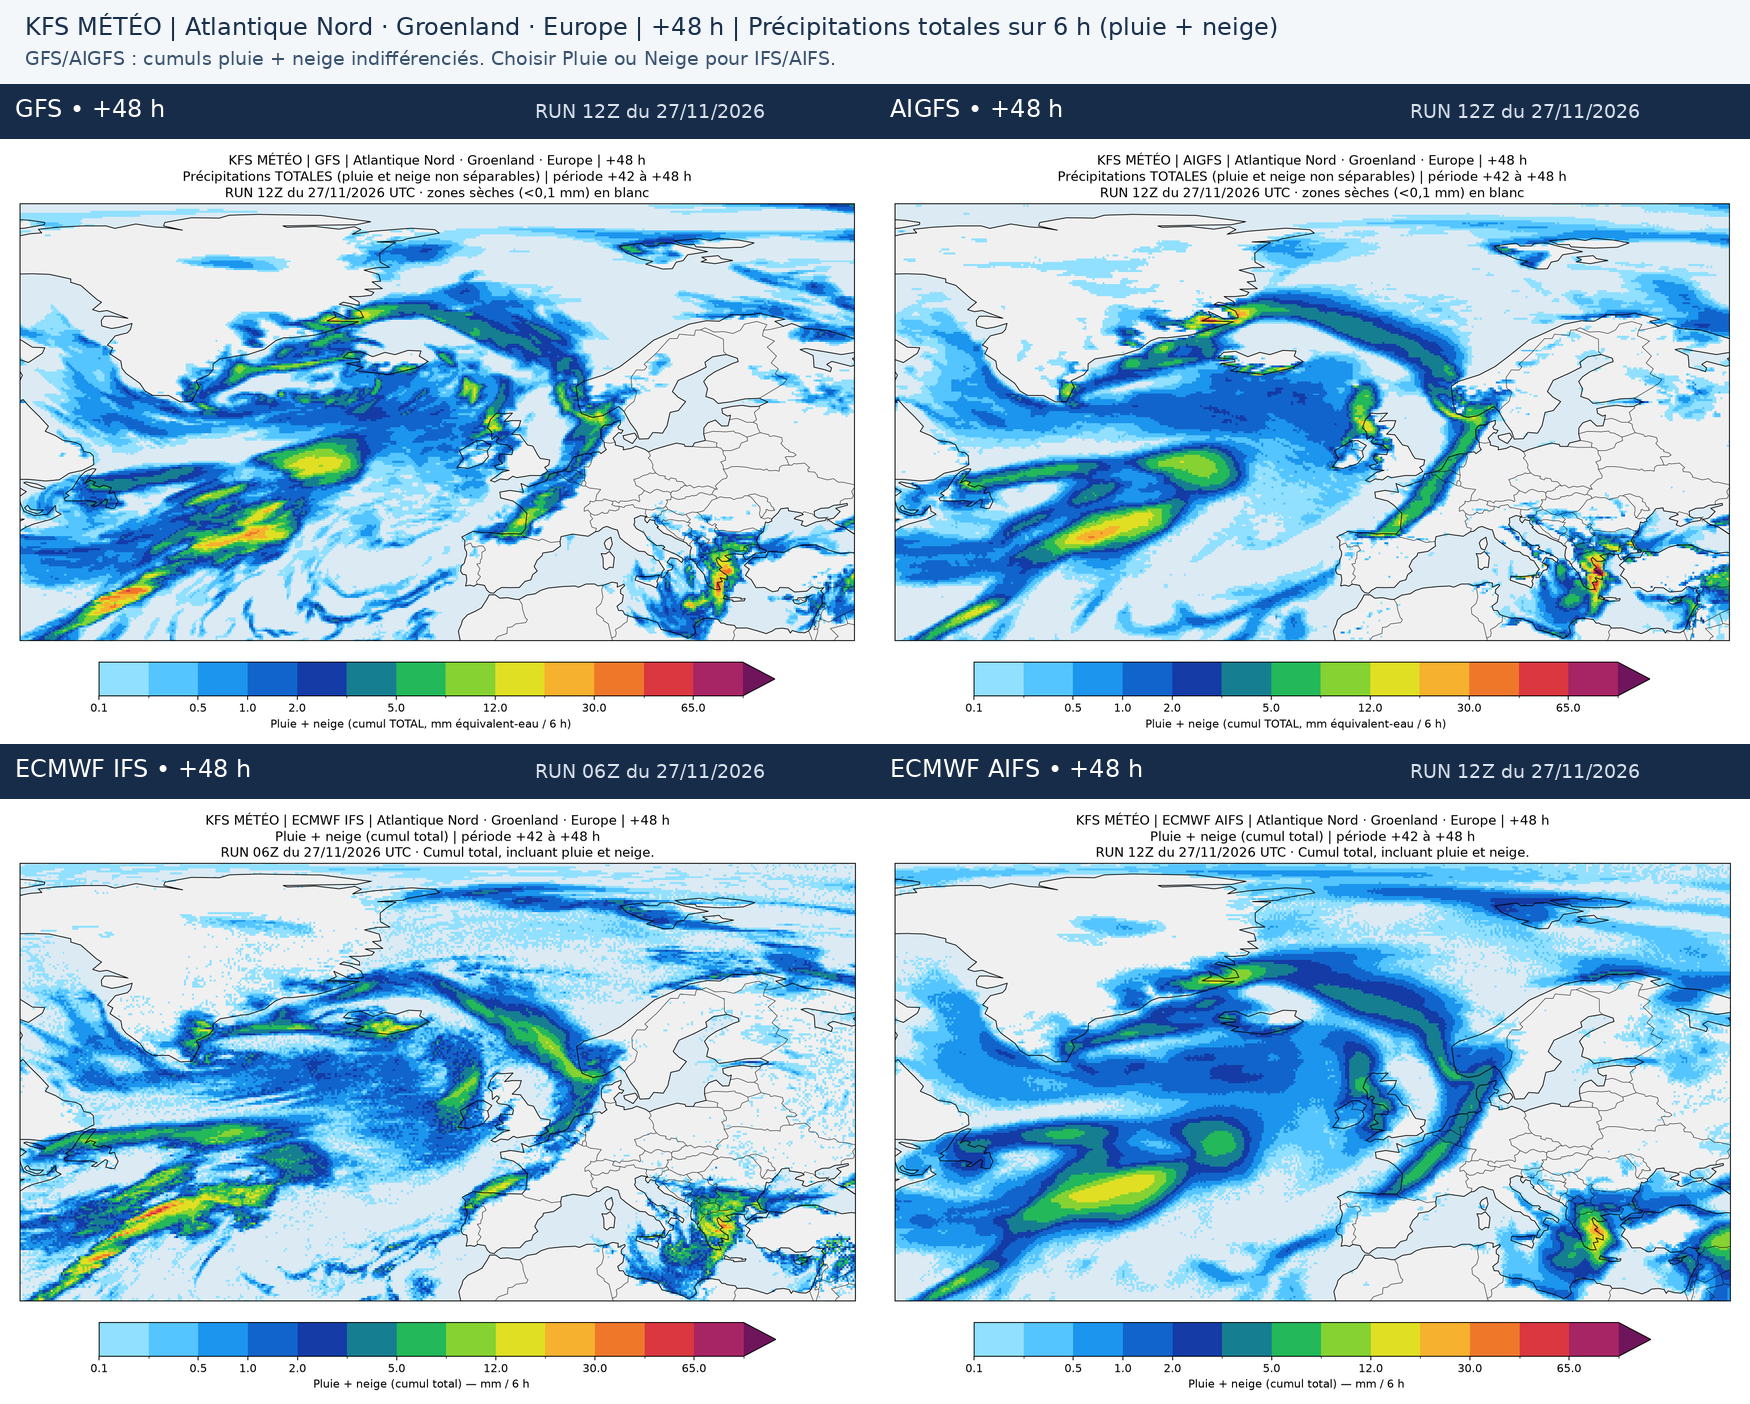 KFS MÉTÉO | Atlantique Nord · Groenland · Europe | +48 h | Précipitations totales sur 6 h (pluie + neige)
GFS/AIGFS : cumuls pluie + neige indifférenciés. Choisir Pluie ou Neige pour IFS/AIFS.
GFS • +48 h RUN 12Z du 27/11/2026
KFS MÉTÉO | GFS | Atlantique Nord · Groenland · Europe | +48 h
Précipitations TOTALES (pluie et neige non séparables) | période +42 à +48 h
RUN 12Z du 27/11/2026 UTC · zones sèches (<0,1 mm) en blanc
0.1 0.5 1.0 2.0 5.0 12.0 30.0 65.0
Pluie + neige (cumul TOTAL, mm équivalent-eau / 6 h)
AIGFS • +48 h RUN 12Z du 27/11/2026
KFS MÉTÉO | AIGFS | Atlantique Nord · Groenland · Europe | +48 h
Précipitations TOTALES (pluie et neige non séparables) | période +42 à +48 h
RUN 12Z du 27/11/2026 UTC · zones sèches (<0,1 mm) en blanc
0.1 0.5 1.0 2.0 5.0 12.0 30.0 65.0
Pluie + neige (cumul TOTAL, mm équivalent-eau / 6 h)
ECMWF IFS • +48 h RUN 06Z du 27/11/2026
KFS MÉTÉO | ECMWF IFS | Atlantique Nord · Groenland · Europe | +48 h
Pluie + neige (cumul total) | période +42 à +48 h
RUN 06Z du 27/11/2026 UTC · Cumul total, incluant pluie et neige.
0.1 0.5 1.0 2.0 5.0 12.0 30.0 65.0
Pluie + neige (cumul total) — mm / 6 h
ECMWF AIFS • +48 h RUN 12Z du 27/11/2026
KFS MÉTÉO | ECMWF AIFS | Atlantique Nord · Groenland · Europe | +48 h
Pluie + neige (cumul total) | période +42 à +48 h
RUN 12Z du 27/11/2026 UTC · Cumul total, incluant pluie et neige.
0.1 0.5 1.0 2.0 5.0 12.0 30.0 65.0
Pluie + neige (cumul total) — mm / 6 h